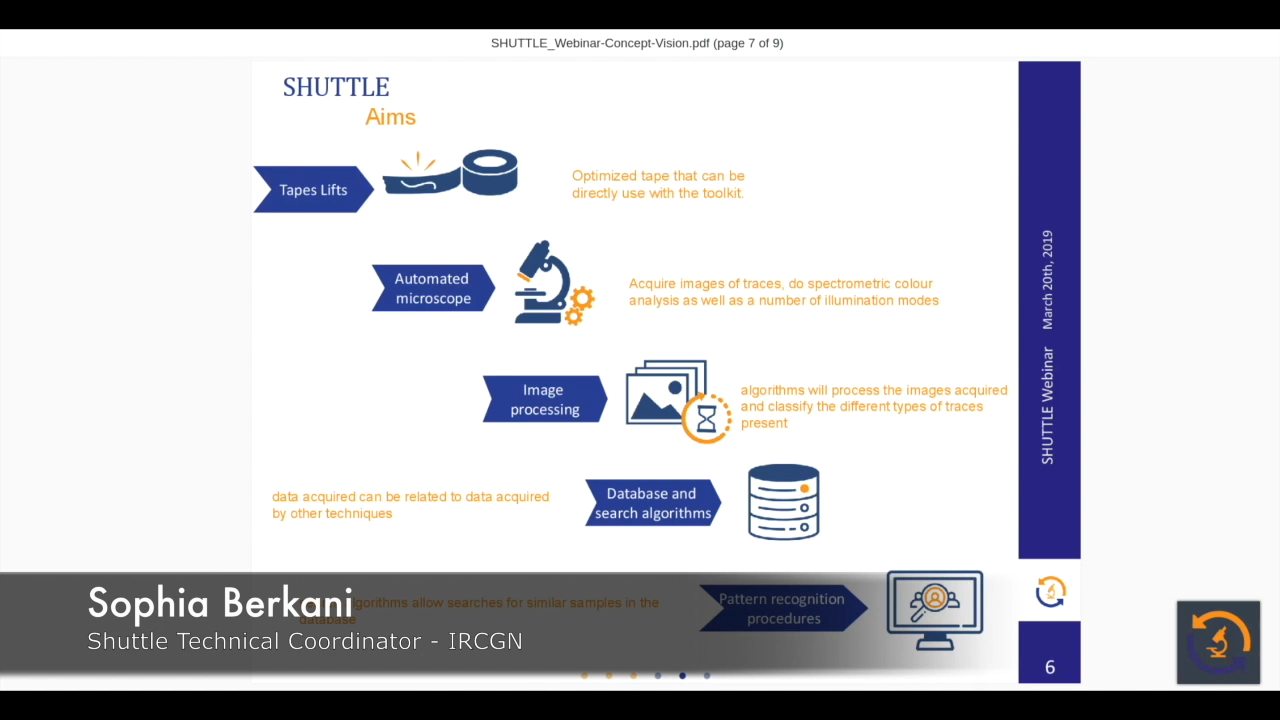 SHUTTLE_Webinar-Concept-Vision.pdf (page 7 of 9)
SHUTTLE
Aims
Tapes Lifts
Optimized tape that can be
directly use with the toolkit.
Automated
microscope
Acquire images of traces, do spectrometric colour
analysis as well as a number of illumination modes
Image
processing
algorithms will process the images acquired
and classify the different types of traces
present
data acquired can be related to data acquired
by other techniques
Database and
search algorithms
algorithms allow searches for similar samples in the
database
Pattern recognition
procedures
Sophia Berkani
Shuttle Technical Coordinator - IRCGN
SHUTTLE Webinar March 20th, 2019
6